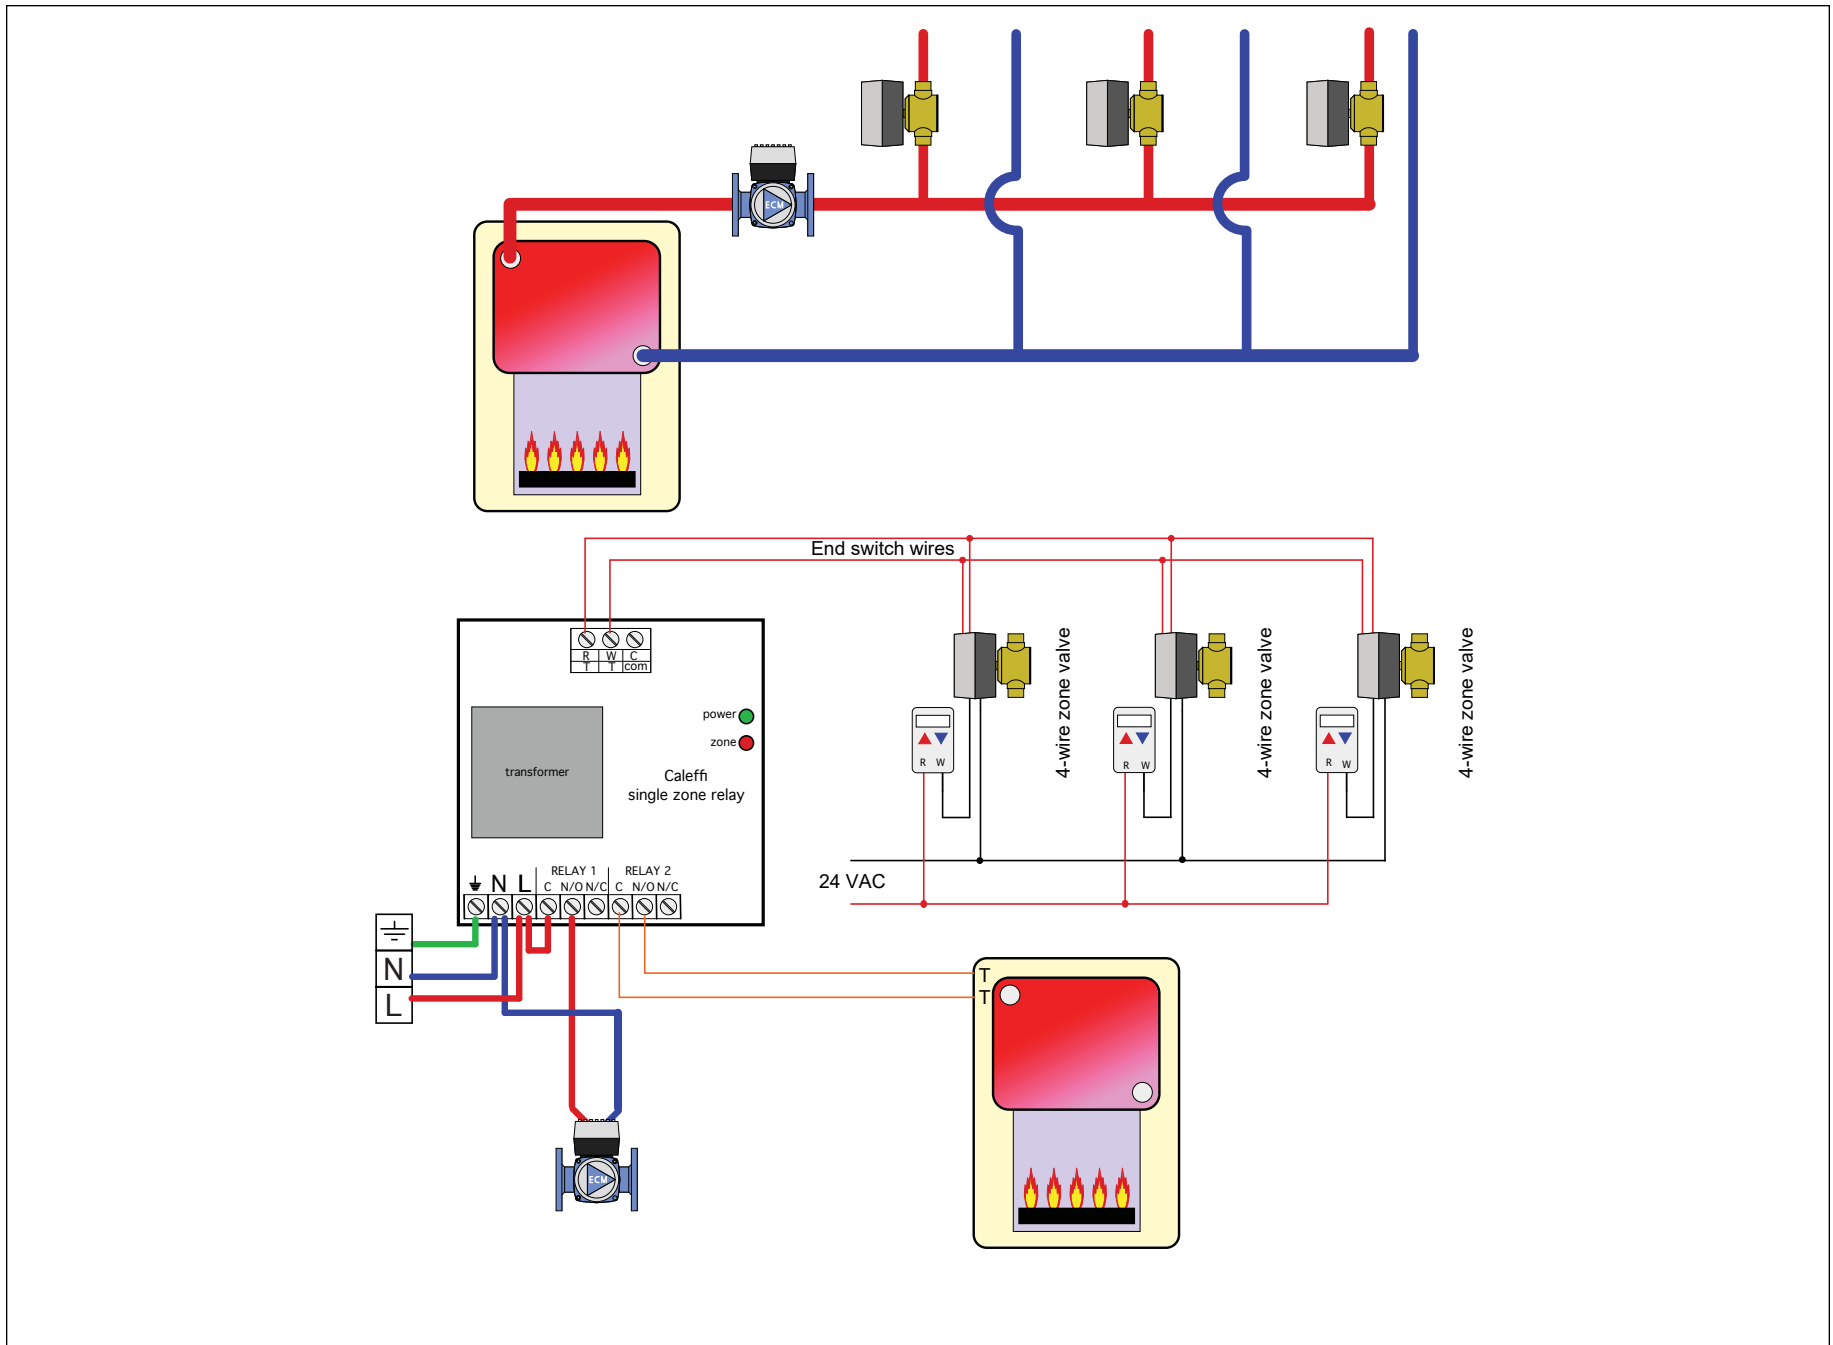 ECM
End switch wires
R W C
T T com
power
zone
transformer
Caleffi
single zone relay
RELAY 1 RELAY 2
N L C N/O N/C C N/O N/C
R W
4-wire zone valve
R W
4-wire zone valve
R W
4-wire zone valve
24 VAC
N
L
T
T
ECM